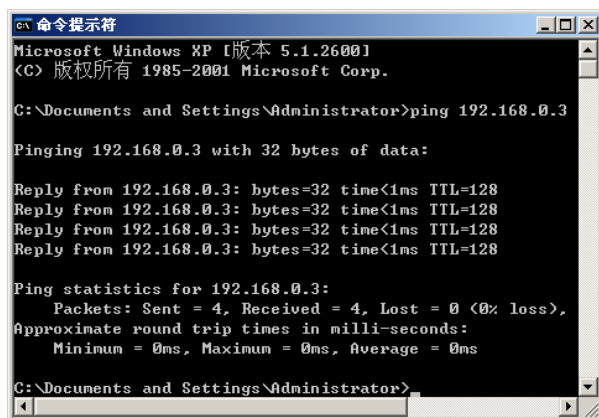 命令提示符
Microsoft Windows XP [版本 5.1.2600]
(C) 版权所有 1985-2001 Microsoft Corp.
C:\Documents and Settings\Administrator>ping 192.168.0.3
Pinging 192.168.0.3 with 32 bytes of data:
Reply from 192.168.0.3: bytes=32 time<1ms TTL=128
Reply from 192.168.0.3: bytes=32 time<1ms TTL=128
Reply from 192.168.0.3: bytes=32 time<1ms TTL=128
Reply from 192.168.0.3: bytes=32 time<1ms TTL=128
Ping statistics for 192.168.0.3:
Packets: Sent = 4, Received = 4, Lost = 0 (0% loss),
Approximate round trip times in milli-seconds:
Minimum = 0ms, Maximum = 0ms, Average = 0ms
C:\Documents and Settings\Administrator>_